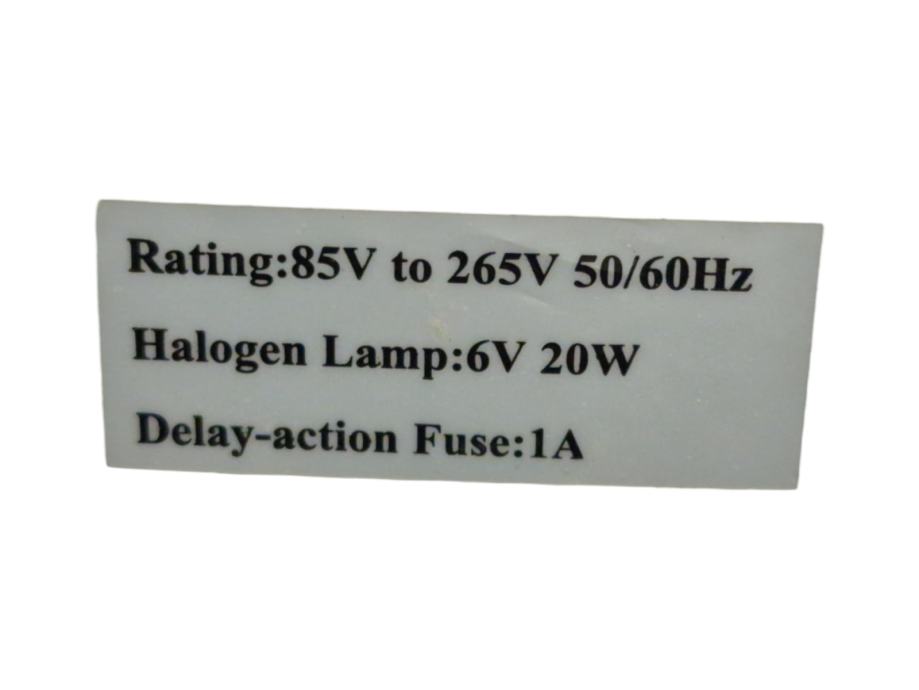 Rating:85V to 265V 50/60Hz
Halogen Lamp:6V 20W
Delay-action Fuse:1A